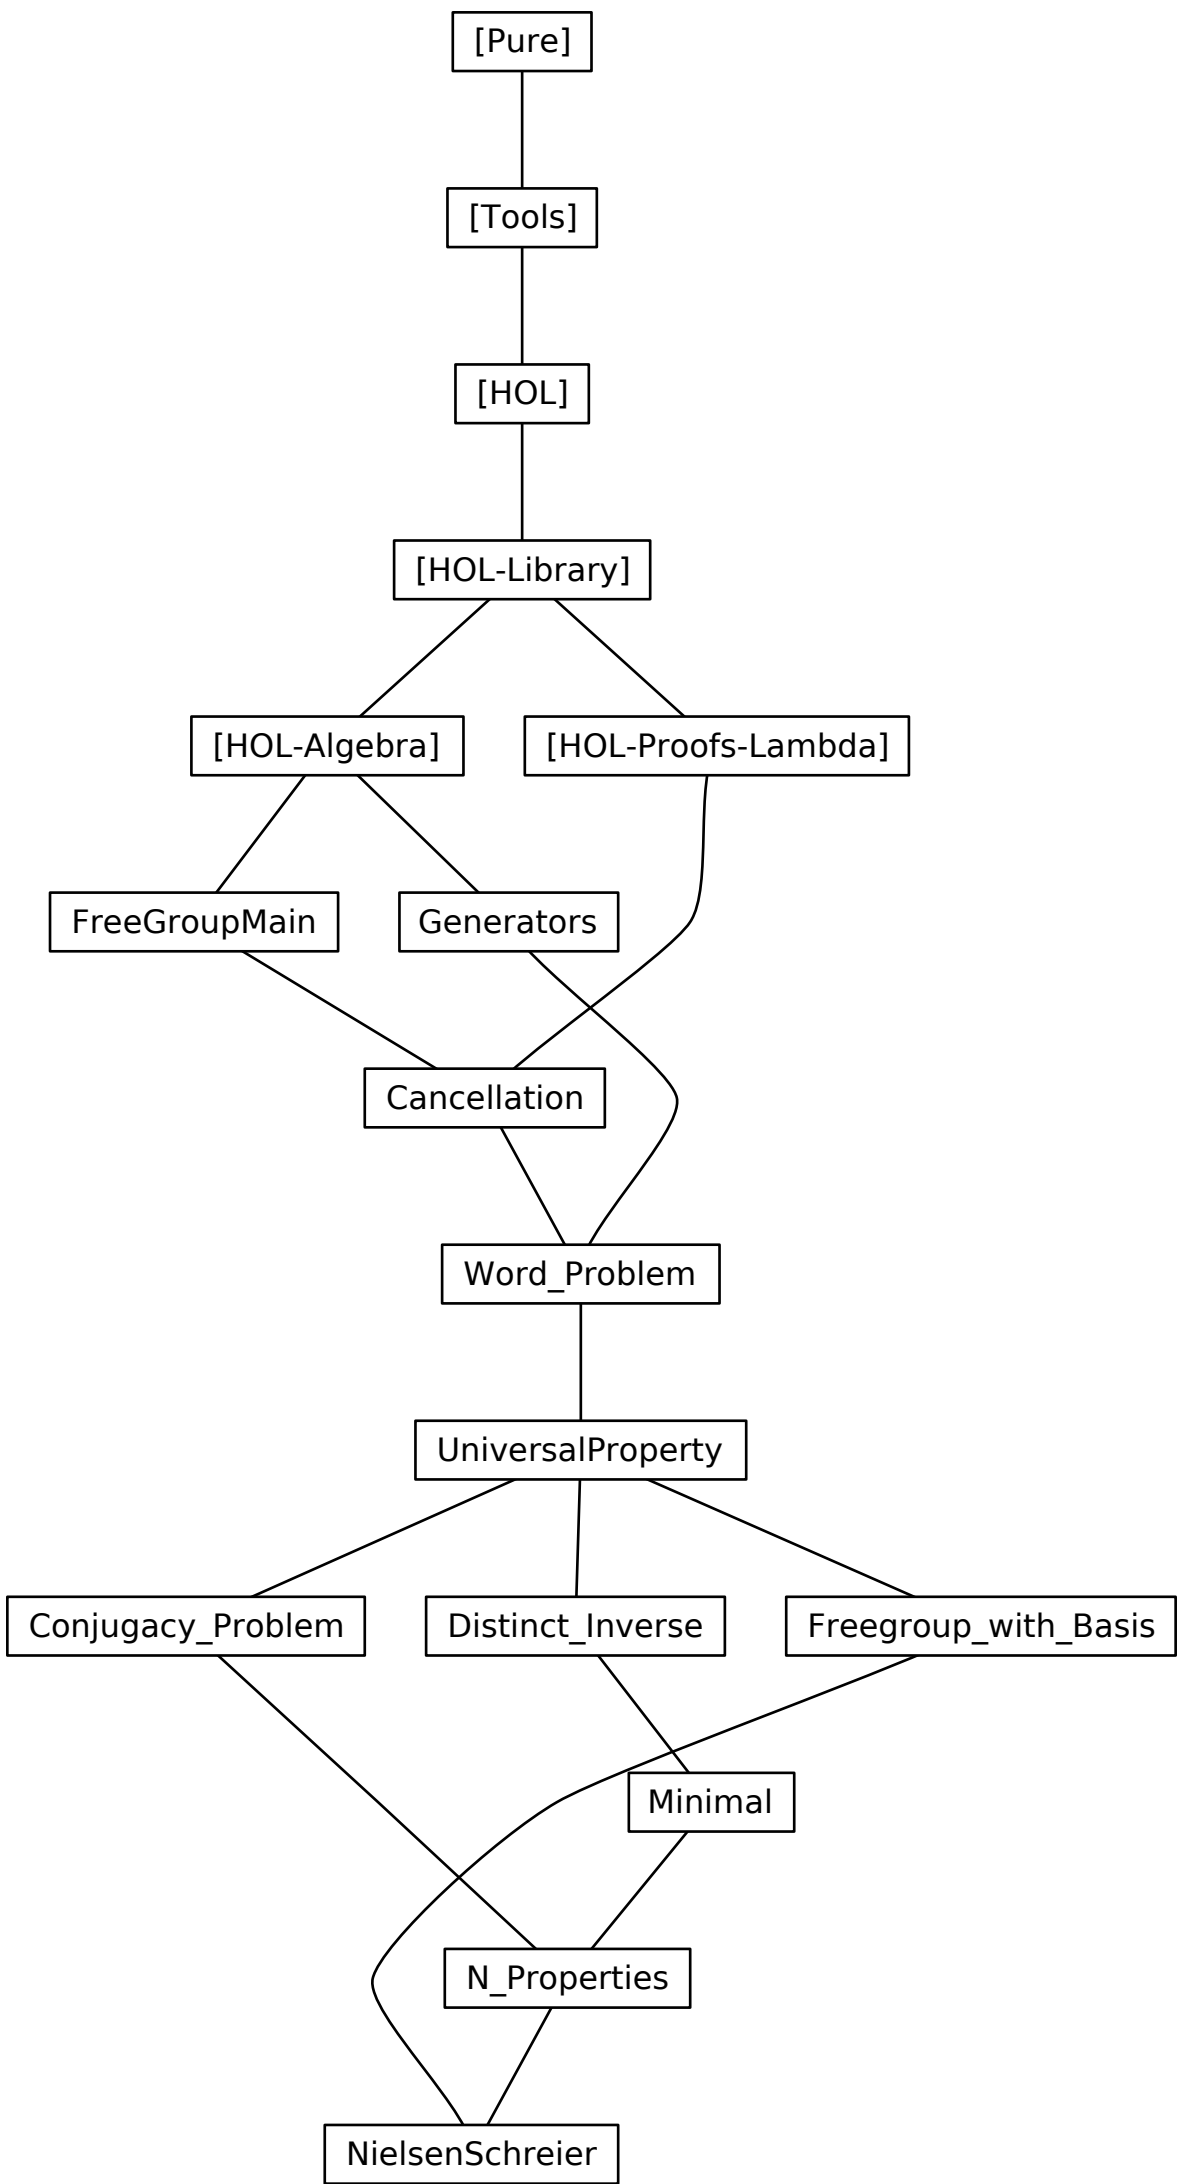 [Pure]
[Tools]
[HOL]
[HOL-Library]
[HOL-Algebra]
[HOL-Proofs-Lambda]
FreeGroupMain
Generators
Cancellation
Word_Problem
UniversalProperty
Conjugacy_Problem
Distinct_Inverse
Freegroup_with_Basis
Minimal
N_Properties
NielsenSchreier